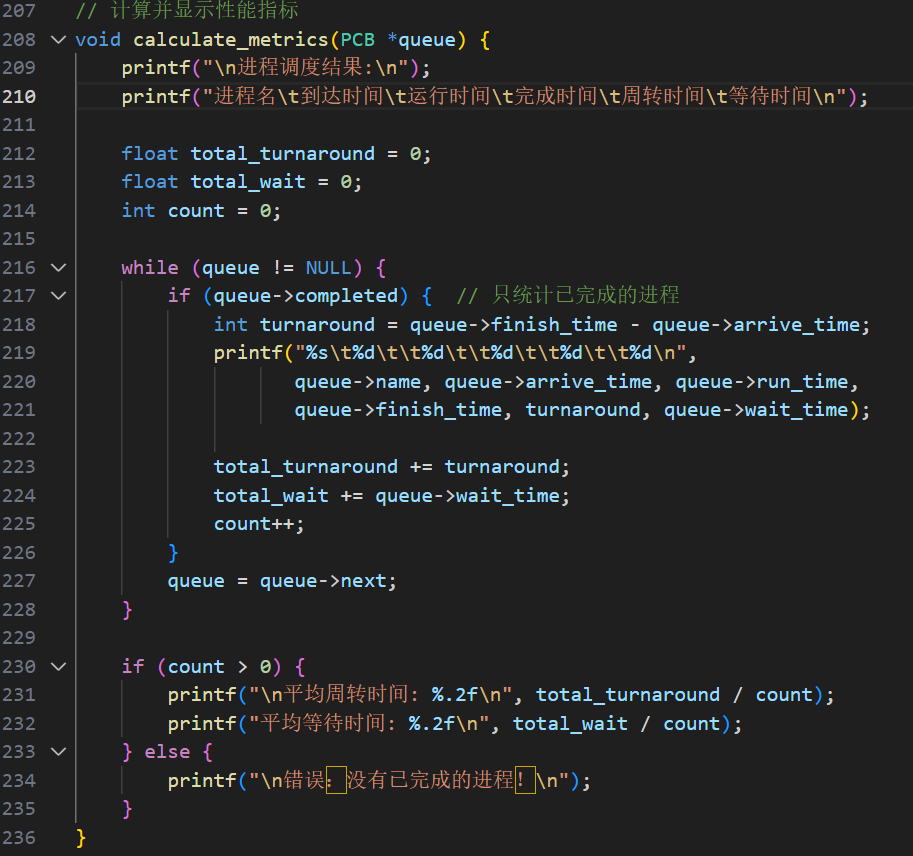 207 // 计算并显示性能指标
208 void calculate_metrics(PCB *queue) {
209     printf("\n进程调度结果:\n");
210     printf("进程名\t到达时间\t运行时间\t完成时间\t周转时间\t等待时间\n");
211
212     float total_turnaround = 0;
213     float total_wait = 0;
214     int count = 0;
215
216     while (queue != NULL) {
217         if (queue->completed) {  // 只统计已完成的进程
218             int turnaround = queue->finish_time - queue->arrive_time;
219             printf("%s\t%d\t\t%d\t\t%d\t\t%d\t\t%d\n",
220                    queue->name, queue->arrive_time, queue->run_time,
221                    queue->finish_time, turnaround, queue->wait_time);
222
223             total_turnaround += turnaround;
224             total_wait += queue->wait_time;
225             count++;
226         }
227         queue = queue->next;
228     }
229
230     if (count > 0) {
231         printf("\n平均周转时间: %.2f\n", total_turnaround / count);
232         printf("平均等待时间: %.2f\n", total_wait / count);
233     } else {
234         printf("\n错误：没有已完成的进程！\n");
235     }
236 }